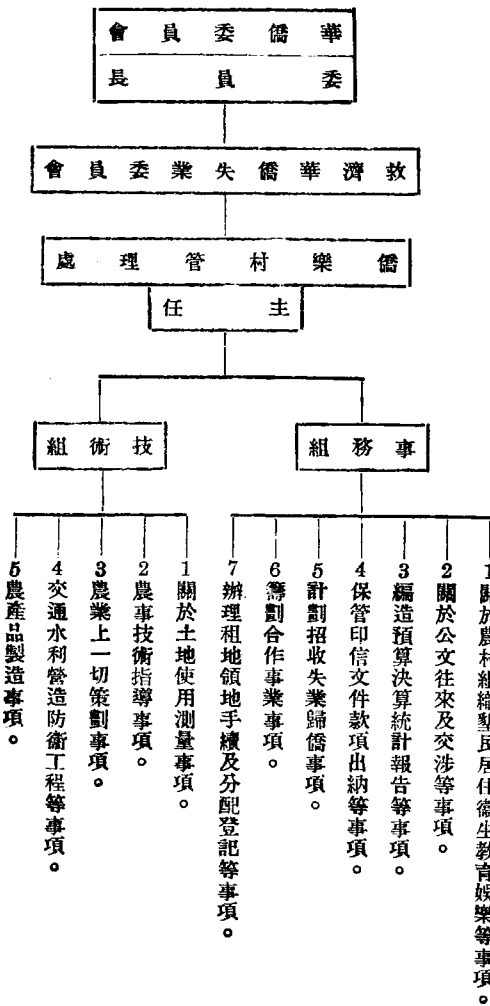 華僑委員會
委員長
救濟華僑失業委員會
僑樂村管理處
主任
事務組
1 關於農村組織墾民居住衞生教育娛樂等事項。
2 關於公文往來及交涉等事項。
3 編造預算決算統計報告等事項。
4 保管印信文件款項出納等事項。
5 計劃招收失業歸僑事項。
6 籌劃合作事業事項。
7 辦理租地領地手續及分配登記等事項。
技術組
1 關於土地使用測量事項。
2 農事技術指導事項。
3 農業上一切策劃事項。
4 交通水利營造防衞工程等事項。
5 農產品製造事項。